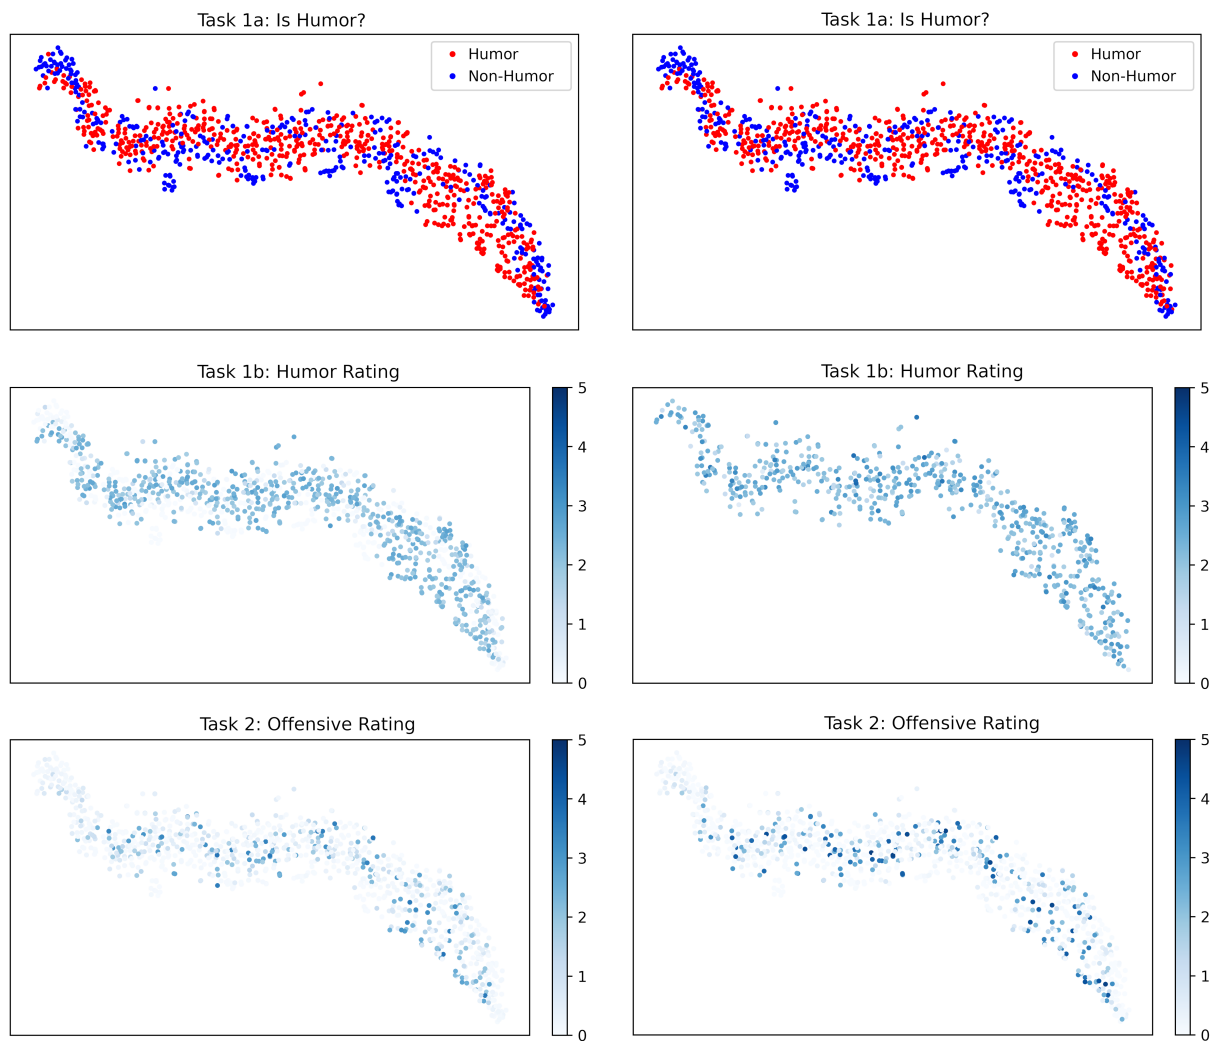 Task 1a: Is Humor?
Humor
Non-Humor
Task 1a: Is Humor?
Humor
Non-Humor
Task 1b: Humor Rating
5
4
3
2
1
0
Task 1b: Humor Rating
5
4
3
2
1
0
Task 2: Offensive Rating
5
4
3
2
1
0
Task 2: Offensive Rating
5
4
3
2
1
0